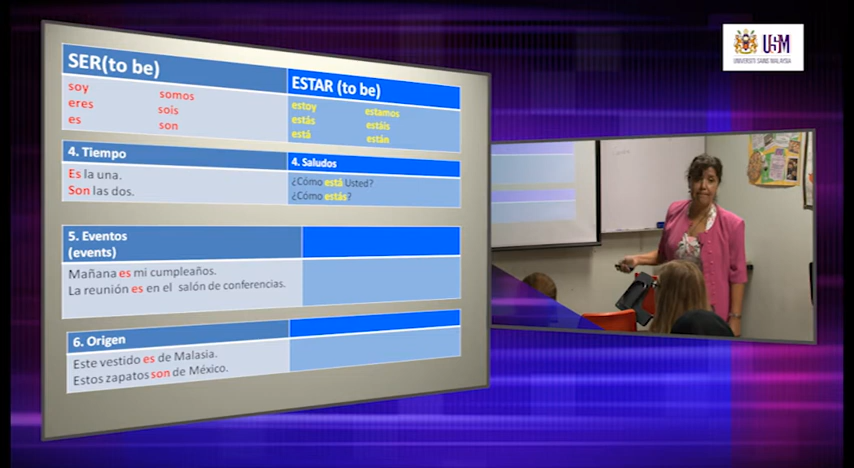 SER(to be)
ESTAR (to be)
soy somos
eres sois
es son
estoy estamos
estás estáis
está están
4. Tiempo
4. Saludos
Es la una.
Son las dos.
¿Cómo está Usted?
¿Cómo estás?
5. Eventos
(events)
Mañana es mi cumpleaños.
La reunión es en el salón de conferencias.
6. Origen
Este vestido es de Malasia.
Estos zapatos son de México.
USM
UNIVERSITI SAINS MALAYSIA